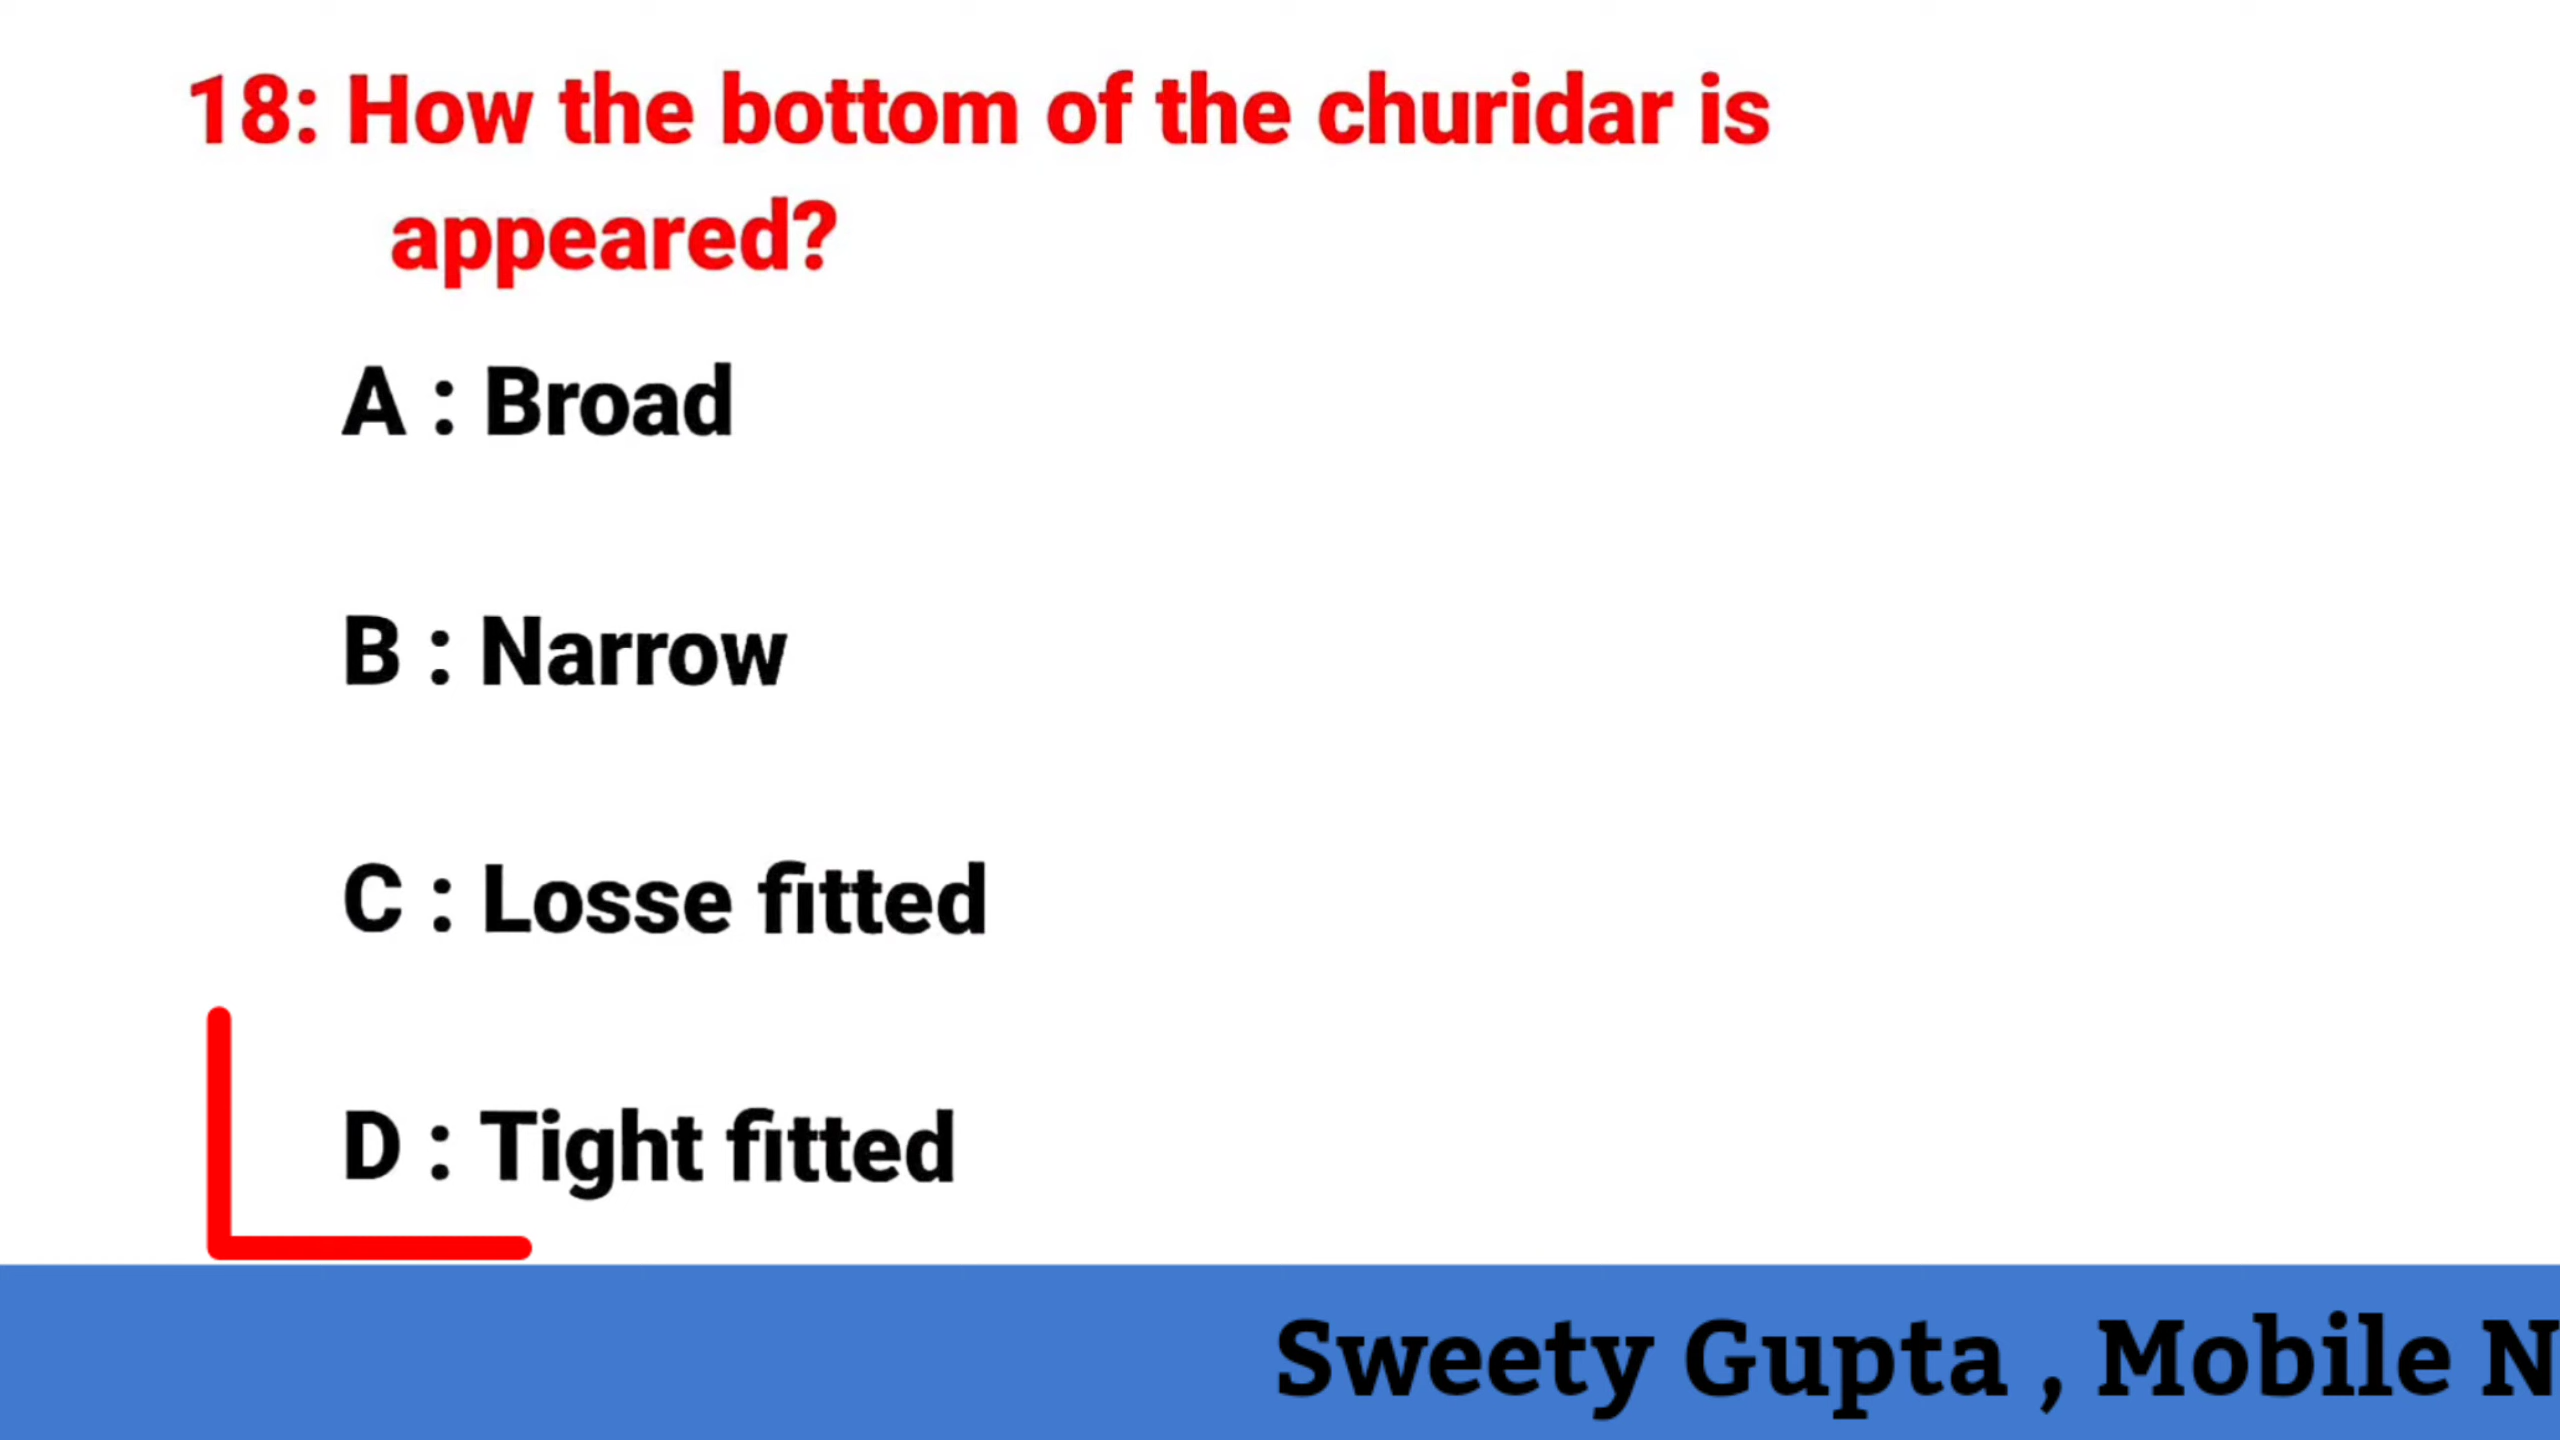 18: How the bottom of the churidar is
appeared?
A : Broad
B : Narrow
C : Losse fitted
D : Tight fitted
Sweety Gupta , Mobile N